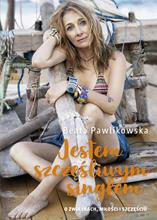 Beata Pawlikowska
Jestem
szczęśliwym
singlem.
O ZWIĄZKACH, MIŁOŚCI I SZCZĘŚCIU